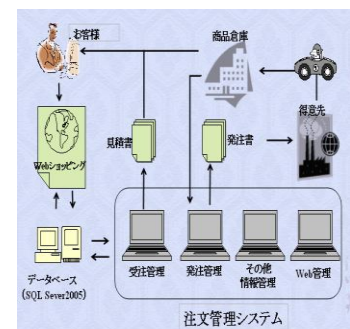 お客様
商品倉庫
見積書
発注書
得意先
Webショッピング
データベース
(SQL Sever2005)
受注管理
発注管理
その他
情報管理
Web管理
注文管理システム